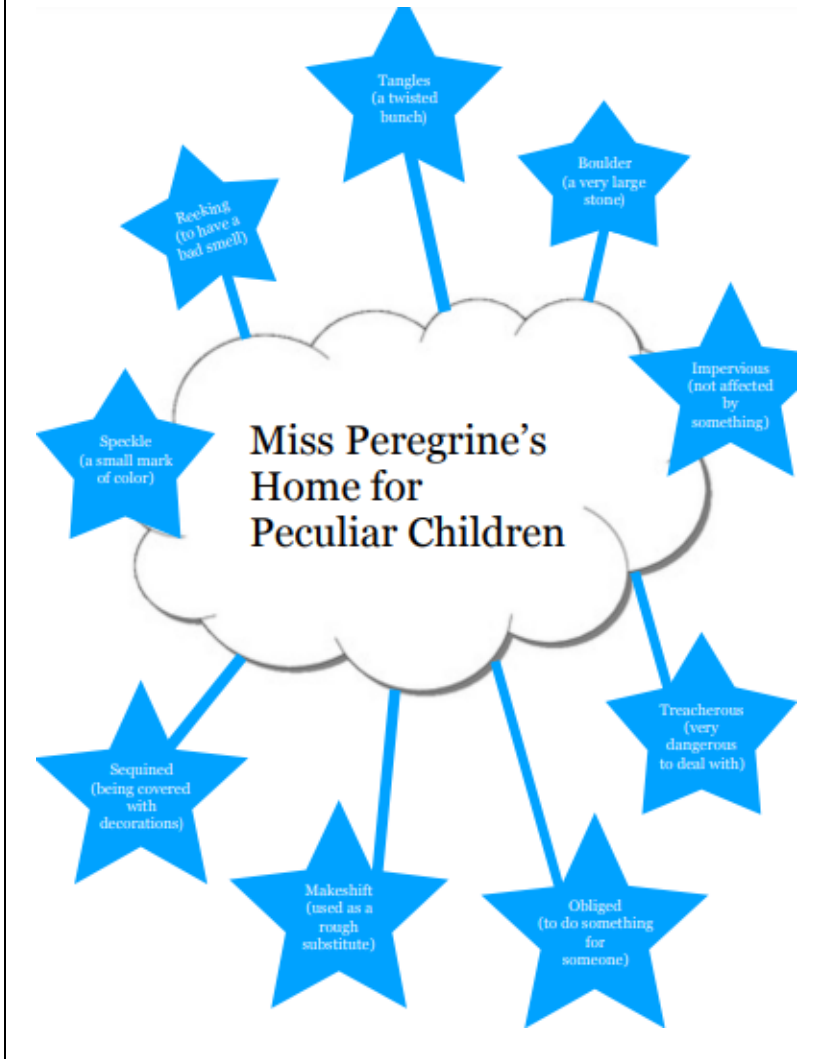 Tangles
(a twisted
bunch)
Boulder
(a very large
stone)
Reeking
(to have a
bad smell)
Impervious
(not affected
by
something)
Speckle
(a small mark
of color)
Miss Peregrine's
Home for
Peculiar Children
Treacherous
(very
dangerous
to deal with)
Sequined
(being covered
with
decorations)
Makeshift
(used as a
rough
substitute)
Obliged
(to do something
for
someone)